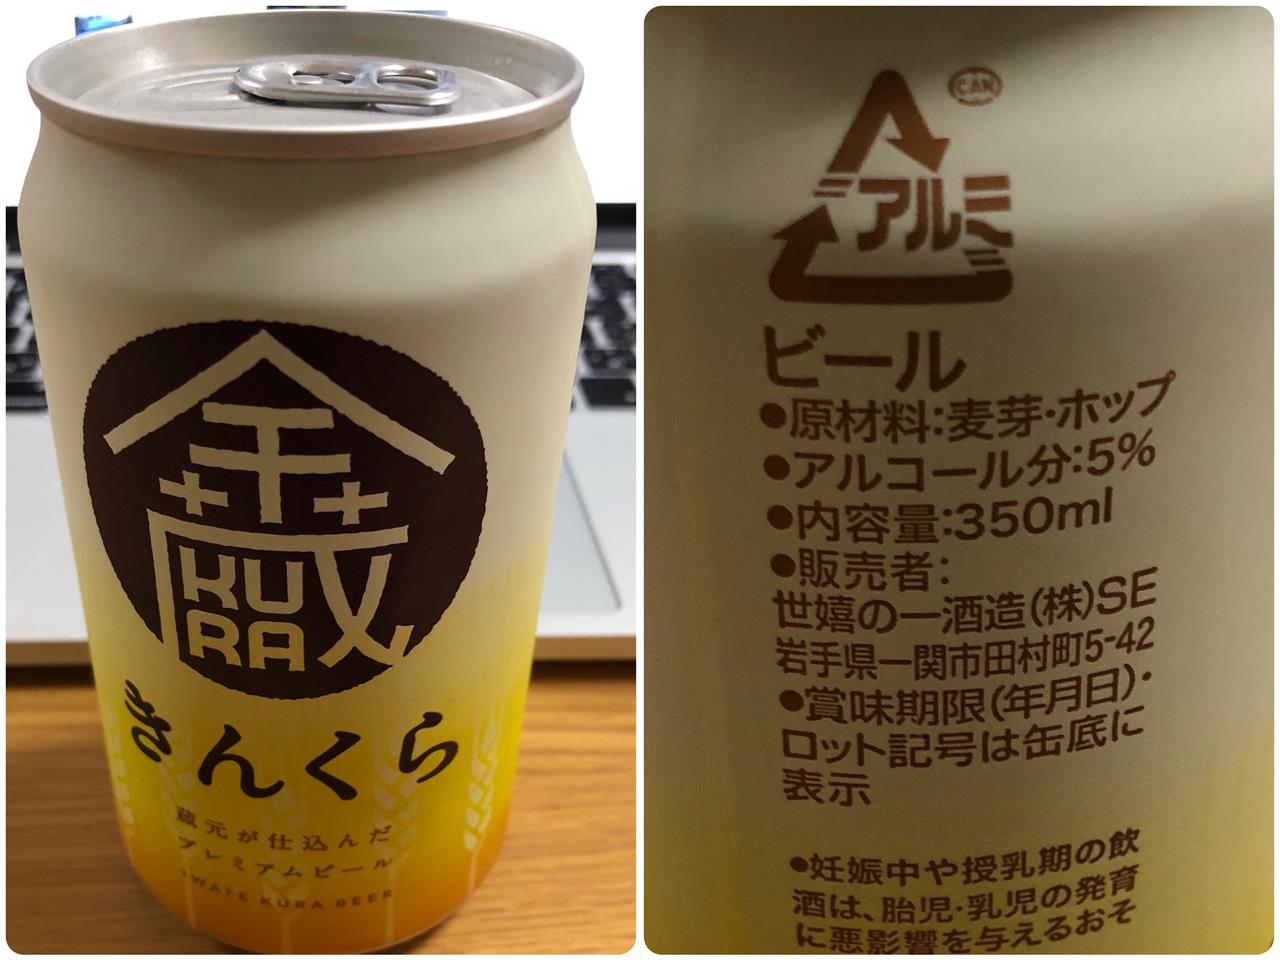 KU
RA
きんくら
蔵元が仕込んだ
プレミアムビール
IWATE KURA BEER
CAN
アルミ
ビール
●原材料:麦芽・ホップ
●アルコール分:5%
●内容量:350ml
●販売者:
世嬉の一酒造(株)SE
岩手県一関市田村町5-42
●賞味期限(年月日)・
ロット記号は缶底に
表示
●妊娠中や授乳期の飲
酒は、胎児・乳児の発育
に悪影響を与えるおそ